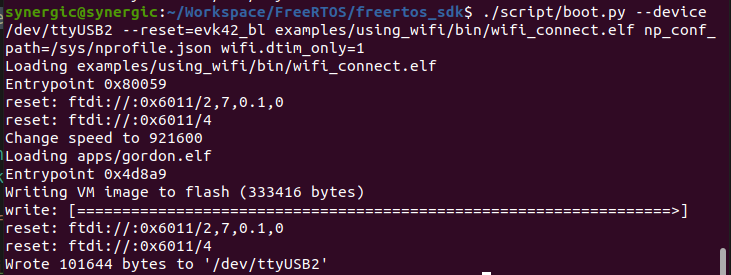 synergic@synergic:~/Workspace/FreeRTOS/freertos_sdk$ ./script/boot.py --device
/dev/ttyUSB2 --reset=evk42_bl examples/using_wifi/bin/wifi_connect.elf np_conf_
path=/sys/nprofile.json wifi.dtim_only=1
Loading examples/using_wifi/bin/wifi_connect.elf
Entrypoint 0x80059
reset: ftdi://:0x6011/2,7,0.1,0
reset: ftdi://:0x6011/4
Change speed to 921600
Loading apps/gordon.elf
Entrypoint 0x4d8a9
Writing VM image to flash (333416 bytes)
write: [==================================================================>]
reset: ftdi://:0x6011/2,7,0.1,0
reset: ftdi://:0x6011/4
Wrote 101644 bytes to '/dev/ttyUSB2'